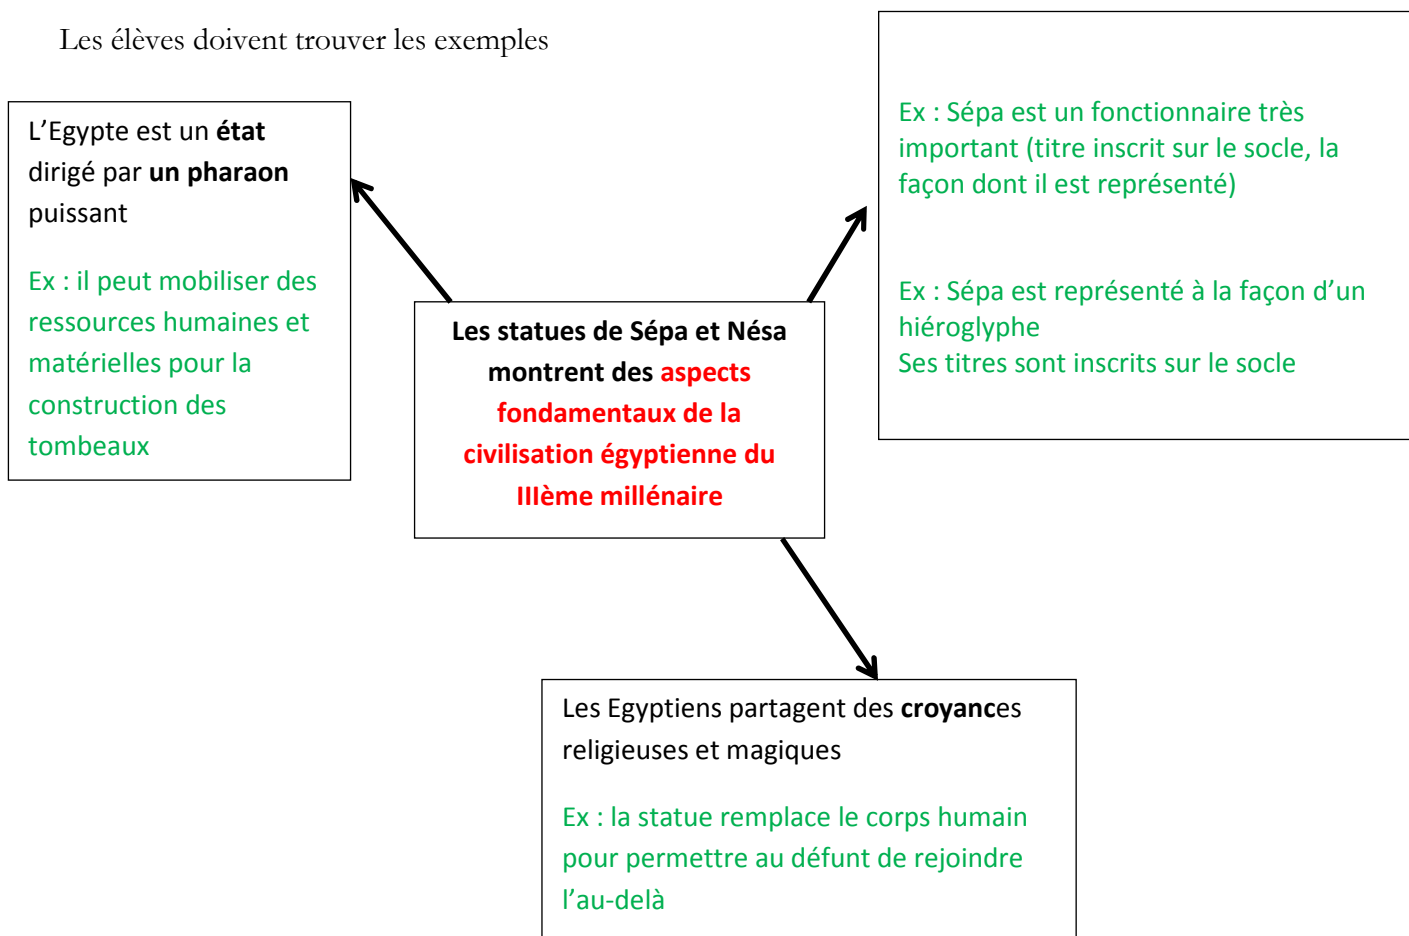 Les élèves doivent trouver les exemples
L’Egypte est un état
dirigé par un pharaon
puissant
Ex : il peut mobiliser des
ressources humaines et
matérielles pour la
construction des
tombeaux
Ex : Sépa est un fonctionnaire très
important (titre inscrit sur le socle, la
façon dont il est représenté)
Ex : Sépa est représenté à la façon d’un
hiéroglyphe
Ses titres sont inscrits sur le socle
Les statues de Sépa et Nésa
montrent des aspects
fondamentaux de la
civilisation égyptienne du
IIIème millénaire
Les Egyptiens partagent des croyances
religieuses et magiques
Ex : la statue remplace le corps humain
pour permettre au défunt de rejoindre
l’au-delà